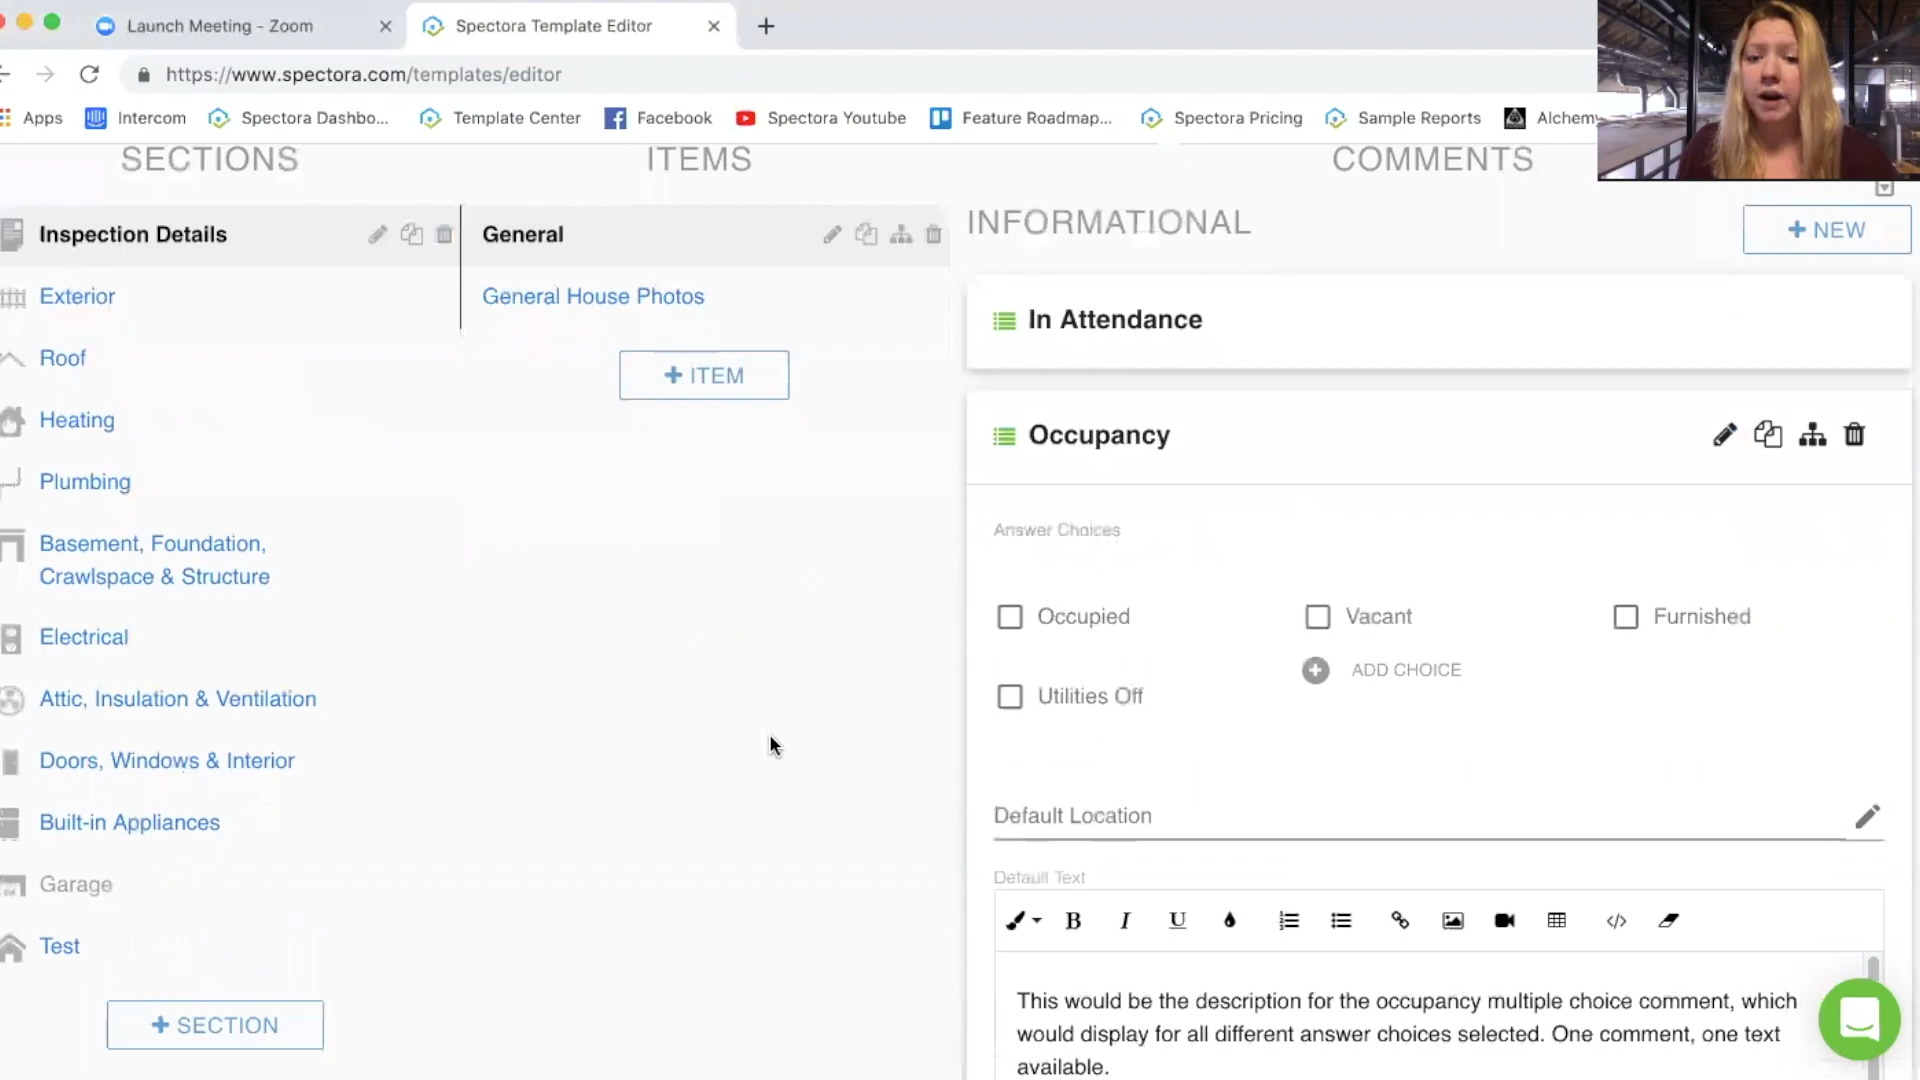 Launch Meeting - Zoom
Spectora Template Editor
https://www.spectora.com/templates/editor
Apps
Intercom
Spectora Dashbo...
Template Center
Facebook
Spectora Youtube
Feature Roadmap...
Spectora Pricing
Sample Reports
Alchemy
SECTIONS
ITEMS
COMMENTS
Inspection Details
Exterior
Roof
Heating
Plumbing
Basement, Foundation,
Crawlspace & Structure
Electrical
Attic, Insulation & Ventilation
Doors, Windows & Interior
Built-in Appliances
Garage
Test
+ SECTION
General
General House Photos
+ ITEM
INFORMATIONAL
+ NEW
In Attendance
Occupancy
Answer Choices
Occupied
Vacant
Furnished
Utilities Off
ADD CHOICE
Default Location
Default Text
B I U
This would be the description for the occupancy multiple choice comment, which
would display for all different answer choices selected. One comment, one text
available.